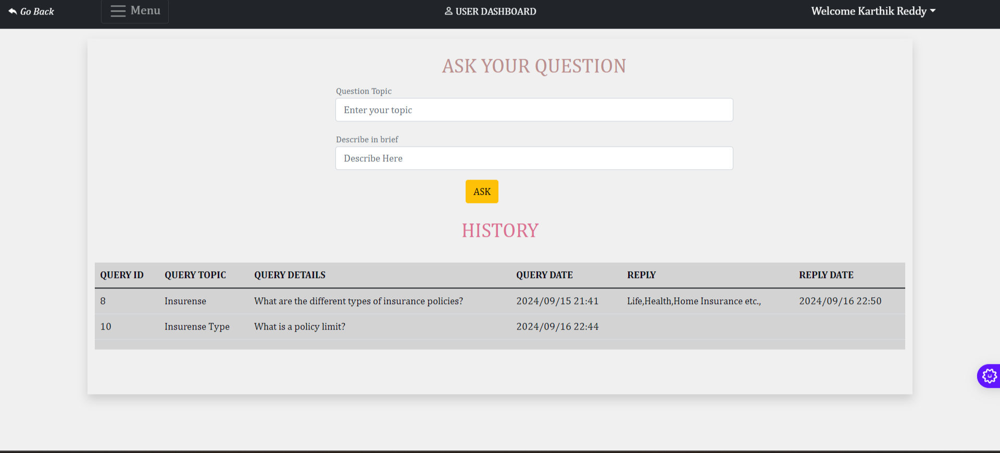 Go Back Menu USER DASHBOARD Welcome Karthik Reddy
ASK YOUR QUESTION
Question Topic
Enter your topic
Describe in brief
Describe Here
ASK
HISTORY
QUERY ID QUERY TOPIC QUERY DETAILS QUERY DATE REPLY REPLY DATE
8 Insurense What are the different types of insurance policies? 2024/09/15 21:41 Life,Health,Home Insurance etc., 2024/09/16 22:50
10 Insurense Type What is a policy limit? 2024/09/16 22:44